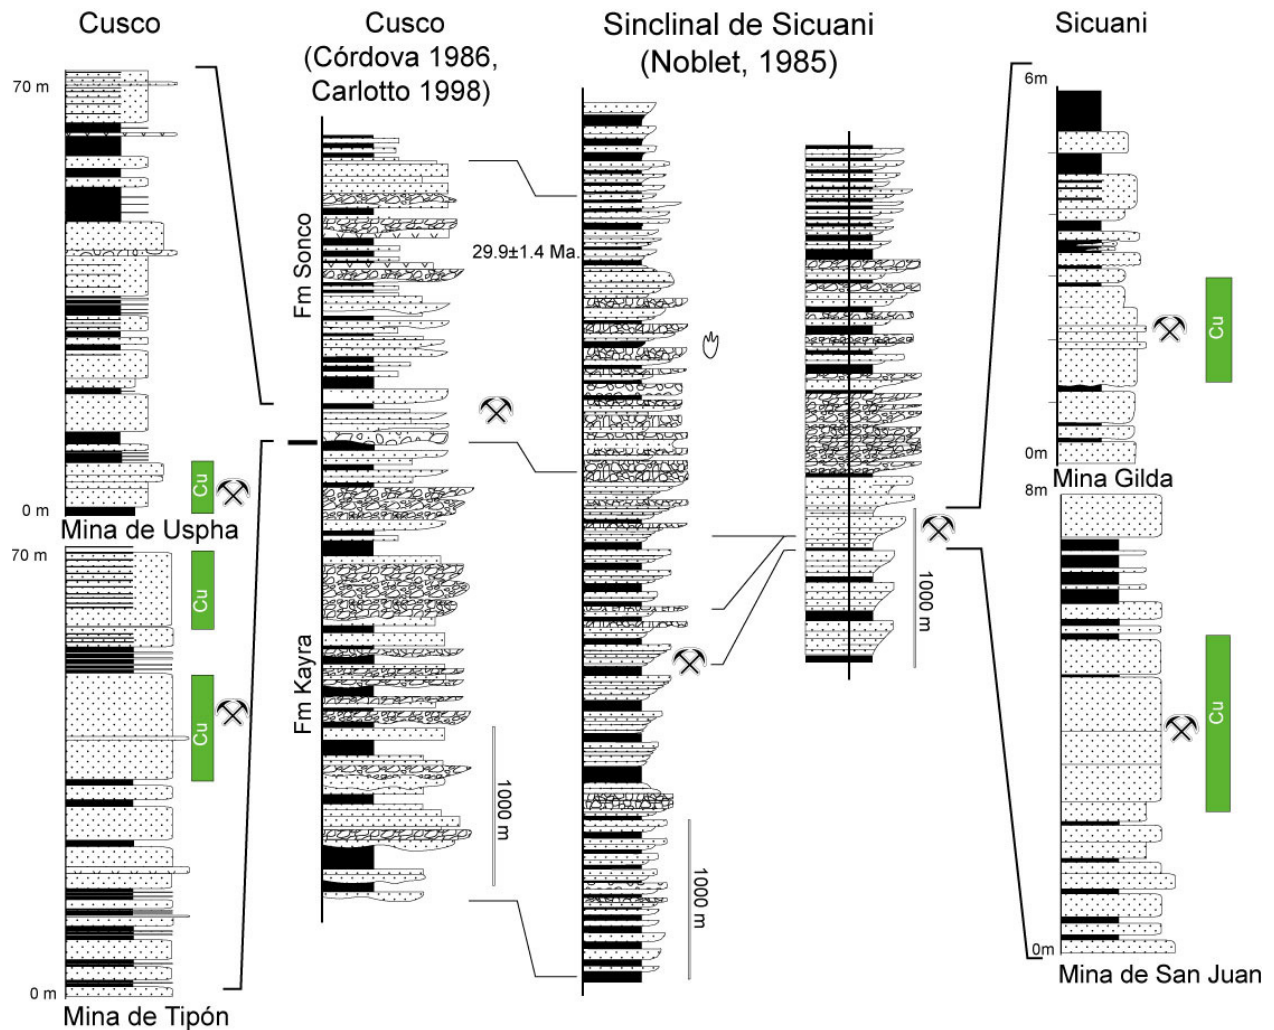 Cusco
Cusco
(Córdova 1986,
Carlotto 1998)
Sinclinal de Sicuani
(Noblet, 1985)
Sicuani
70 m
Cu
0 m
Mina de Uspha
70 m
Cu
Cu
0 m
Mina de Tipón
Fm Sonco
Fm Kayra
29.9±1.4 Ma.
1000 m
1000 m
1000 m
6m
Cu
0m
Mina Gilda
8m
Cu
0m
Mina de San Juan